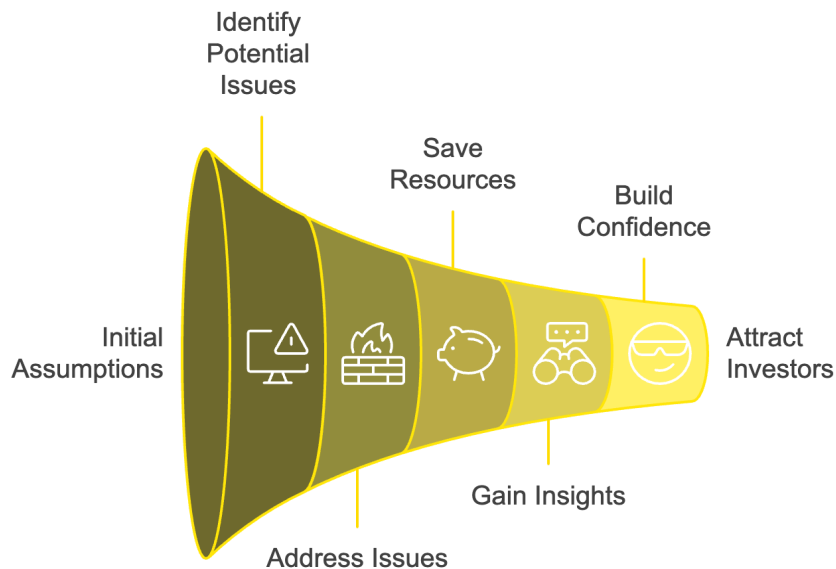 Identify
Potential
Issues
Save
Resources
Build
Confidence
Initial
Assumptions
Attract
Investors
Gain Insights
Address Issues